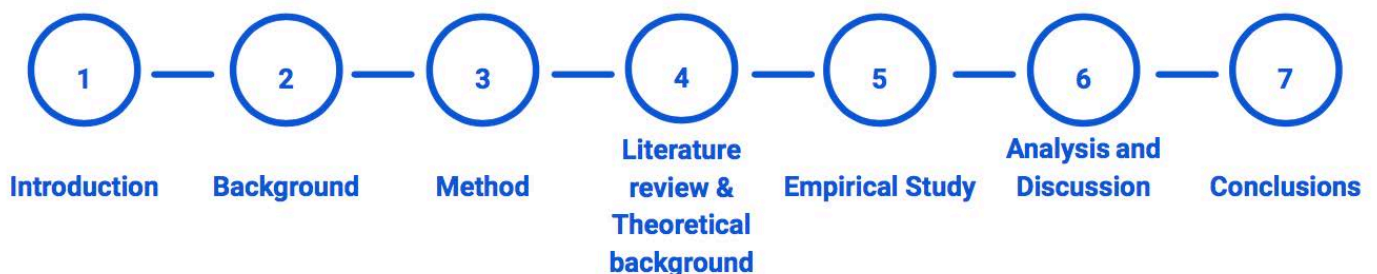 1
2
3
4
5
6
7
Introduction
Background
Method
Literature
review &
Theoretical
background
Empirical Study
Analysis and
Discussion
Conclusions